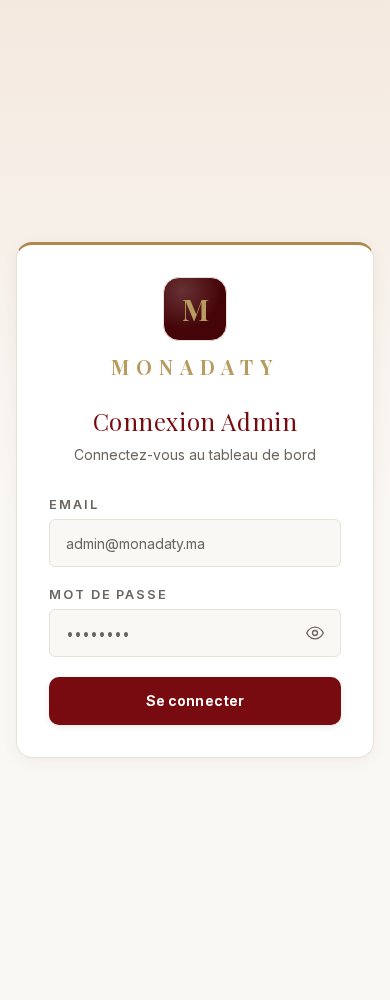 M
MONADATY
Connexion Admin
Connectez-vous au tableau de bord
EMAIL
admin@monadaty.ma
MOT DE PASSE
••••••••
Se connecter